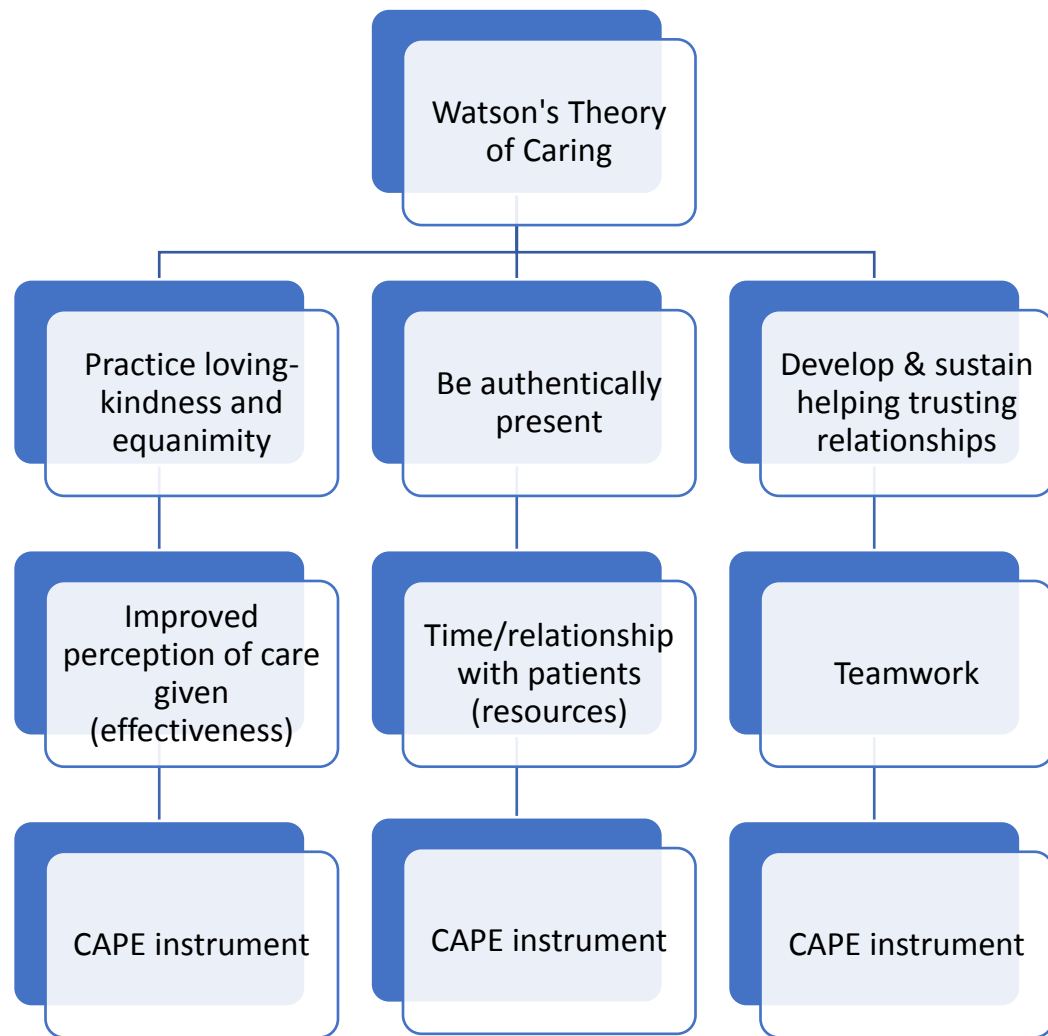 Watson's Theory
of Caring
Practice loving-
kindness and
equanimity
Be authentically
present
Develop & sustain
helping trusting
relationships
Improved
perception of care
given
(effectiveness)
Time/relationship
with patients
(resources)
Teamwork
CAPE instrument
CAPE instrument
CAPE instrument